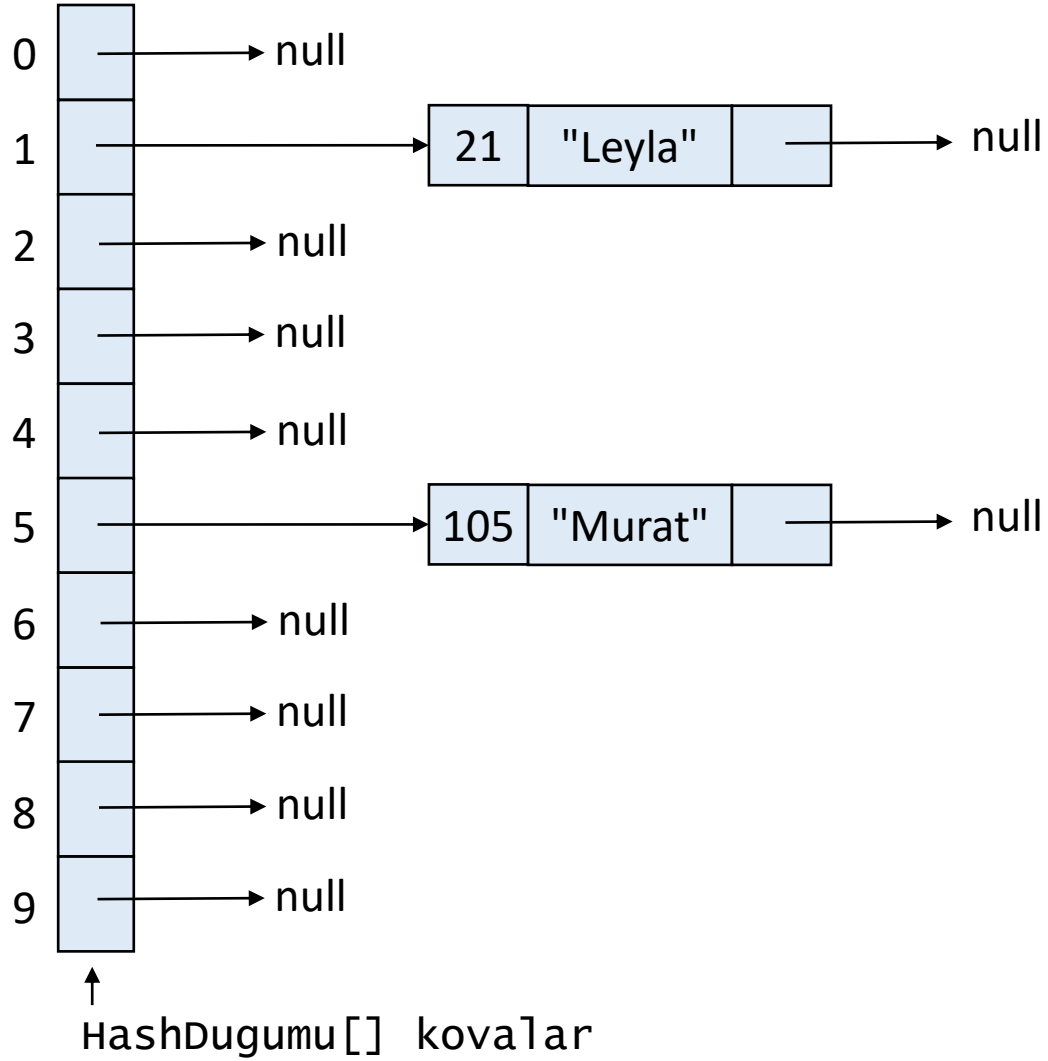 0 null
1 21 "Leyla" null
2 null
3 null
4 null
5 105 "Murat" null
6 null
7 null
8 null
9 null
HashDugumu[] kovalar